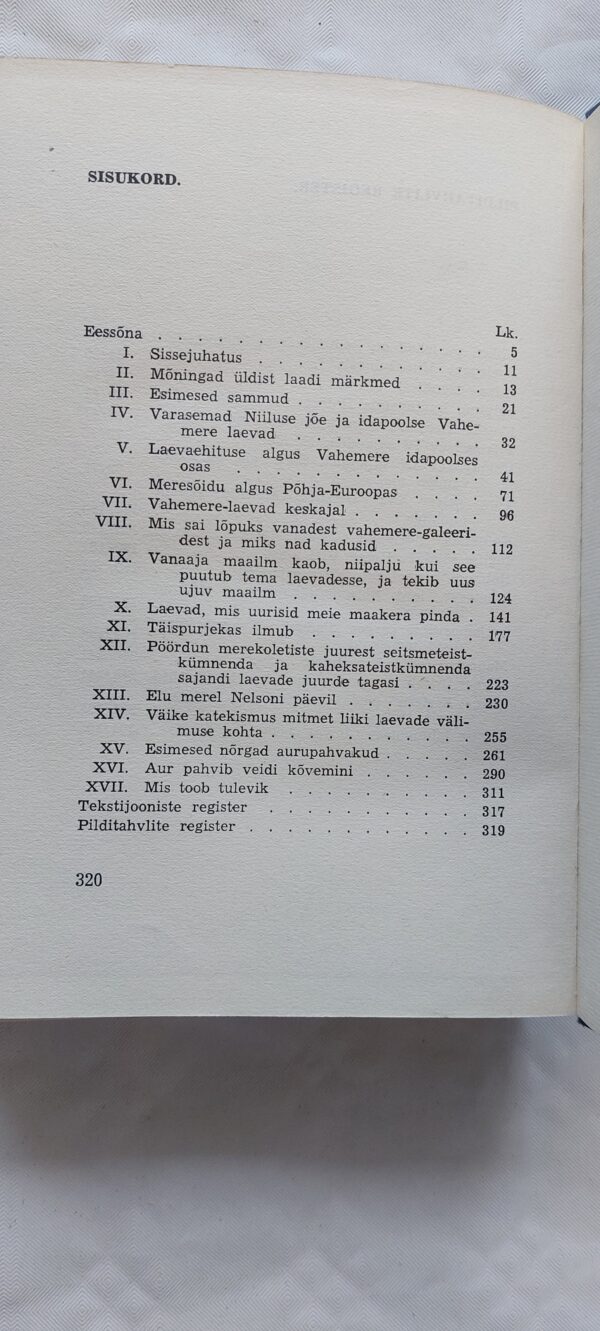 SISUKORD.
Lk.
Eessõna . . . . . . . . . . . . . 5
I. Sissejuhatus . . . . . . . . . 11
II. Mõningad üldist laadi märkmed . . . . 13
III. Esimesed sammud . . . . . . . . 21
IV. Varasemad Niiluse jõe ja idapoolse Vahe-
mere laevad . . . . . . . . . 32
V. Laevaehituse algus Vahemere idapoolses
osas . . . . . . . . . . . 41
VI. Meresõidu algus Põhja-Euroopas . . . . 71
VII. Vahemere-laevad keskajal . . . . . . 96
VIII. Mis sai lõpuks vanadest vahemere-galeeri-
dest ja miks nad kadusid . . . . . 112
IX. Vanaaja maailm kaob, niipalju kui see
puutub tema laevadesse, ja tekib uus
ujuv maailm . . . . . . . . . 124
X. Laevad, mis uurisid meie maakera pinda . 141
XI. Täispurjekas ilmub . . . . . . . . 177
XII. Pöördun merekoletiste juurest seitsmeteist-
kümnenda ja kaheksateistkümnenda
sajandi laevade juurde tagasi . . . . 223
XIII. Elu merel Nelsoni päevil . . . . . . . 230
XIV. Väike katekismus mitmet liiki laevade väli-
muse kohta . . . . . . . . . . 255
XV. Esimesed nõrgad aurupahvakud . . . . . 261
XVI. Aur pahvib veidi kõvemini . . . . . . 290
XVII. Mis toob tulevik . . . . . . . . . 311
Tekstijooniste register . . . . . . . . . 317
Pilditahvlite register . . . . . . . . . . 319
320